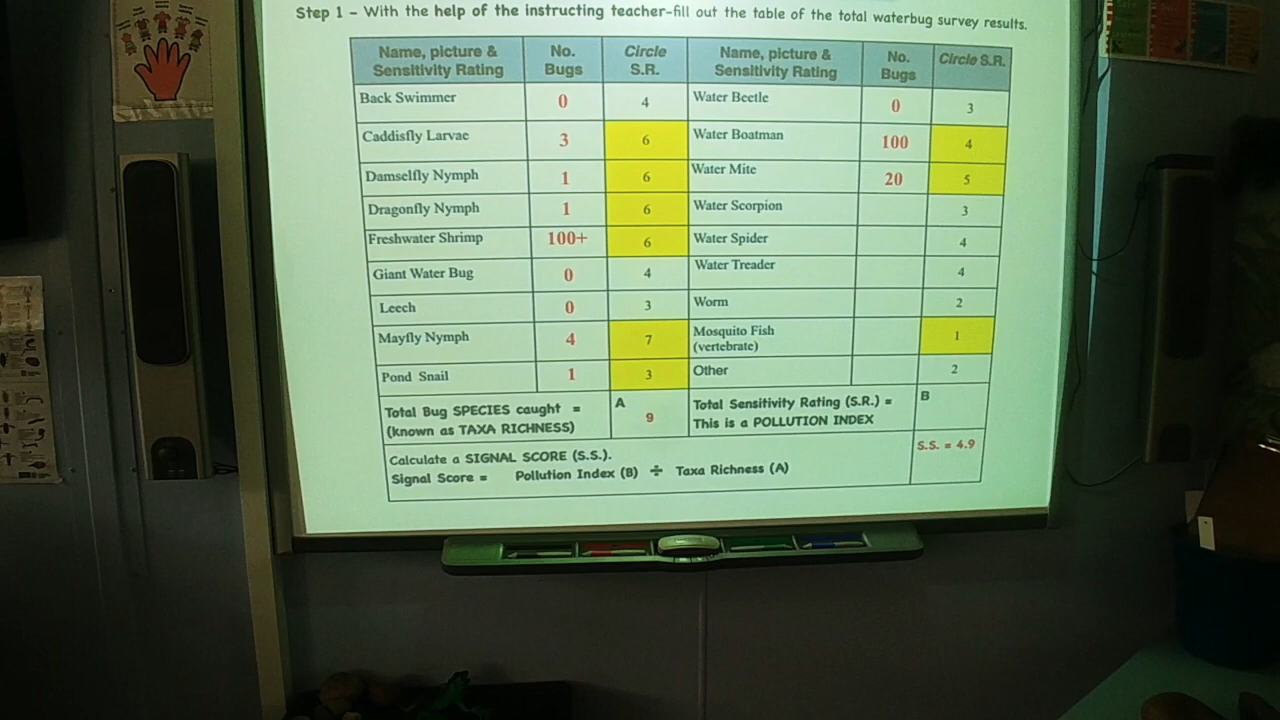 Step 1 - With the help of the instructing teacher-fill out the table of the total waterbug survey results.
Name, picture & Sensitivity Rating No. Bugs Circle S.R. Name, picture & Sensitivity Rating No. Bugs Circle S.R.
Back Swimmer 0 4 Water Beetle 0 3
Caddisfly Larvae 3 6 Water Boatman 100 4
Damselfly Nymph 1 6 Water Mite 20 5
Dragonfly Nymph 1 6 Water Scorpion 3
Freshwater Shrimp 100+ 6 Water Spider 4
Giant Water Bug 0 4 Water Treader 4
Leech 0 3 Worm 2
Mayfly Nymph 4 7 Mosquito Fish (vertebrate) 1
Pond Snail 1 3 Other 2
Total Bug SPECIES caught = A Total Sensitivity Rating (S.R.) = B
(known as TAXA RICHNESS) 9 This is a POLLUTION INDEX
Calculate a SIGNAL SCORE (S.S.). S.S. = 4.9
Signal Score = Pollution Index (B) ÷ Taxa Richness (A)